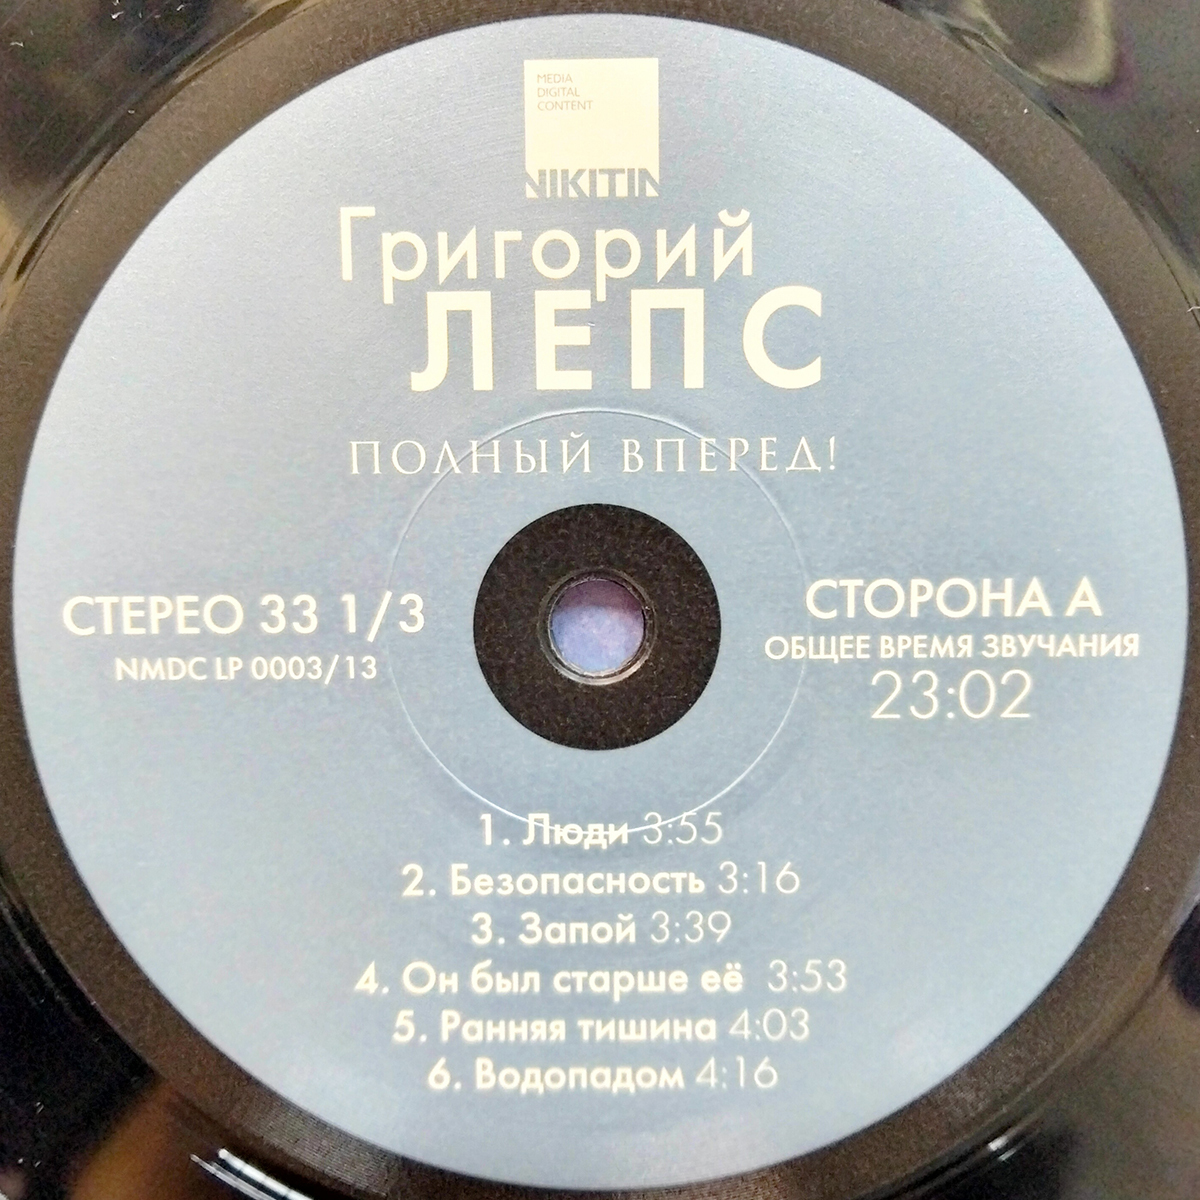 MEDIA
DIGITAL
CONTENT
NIKITIN
Григорий
ЛЕПС
ПОЛНЫЙ ВПЕРЕД!
СТЕРЕО 33 1/3
NMDC LP 0003/13
СТОРОНА А
ОБЩЕЕ ВРЕМЯ ЗВУЧАНИЯ
23:02
1. Люди 3:55
2. Безопасность 3:16
3. Запой 3:39
4. Он был старше её 3:53
5. Ранняя тишина 4:03
6. Водопадом 4:16